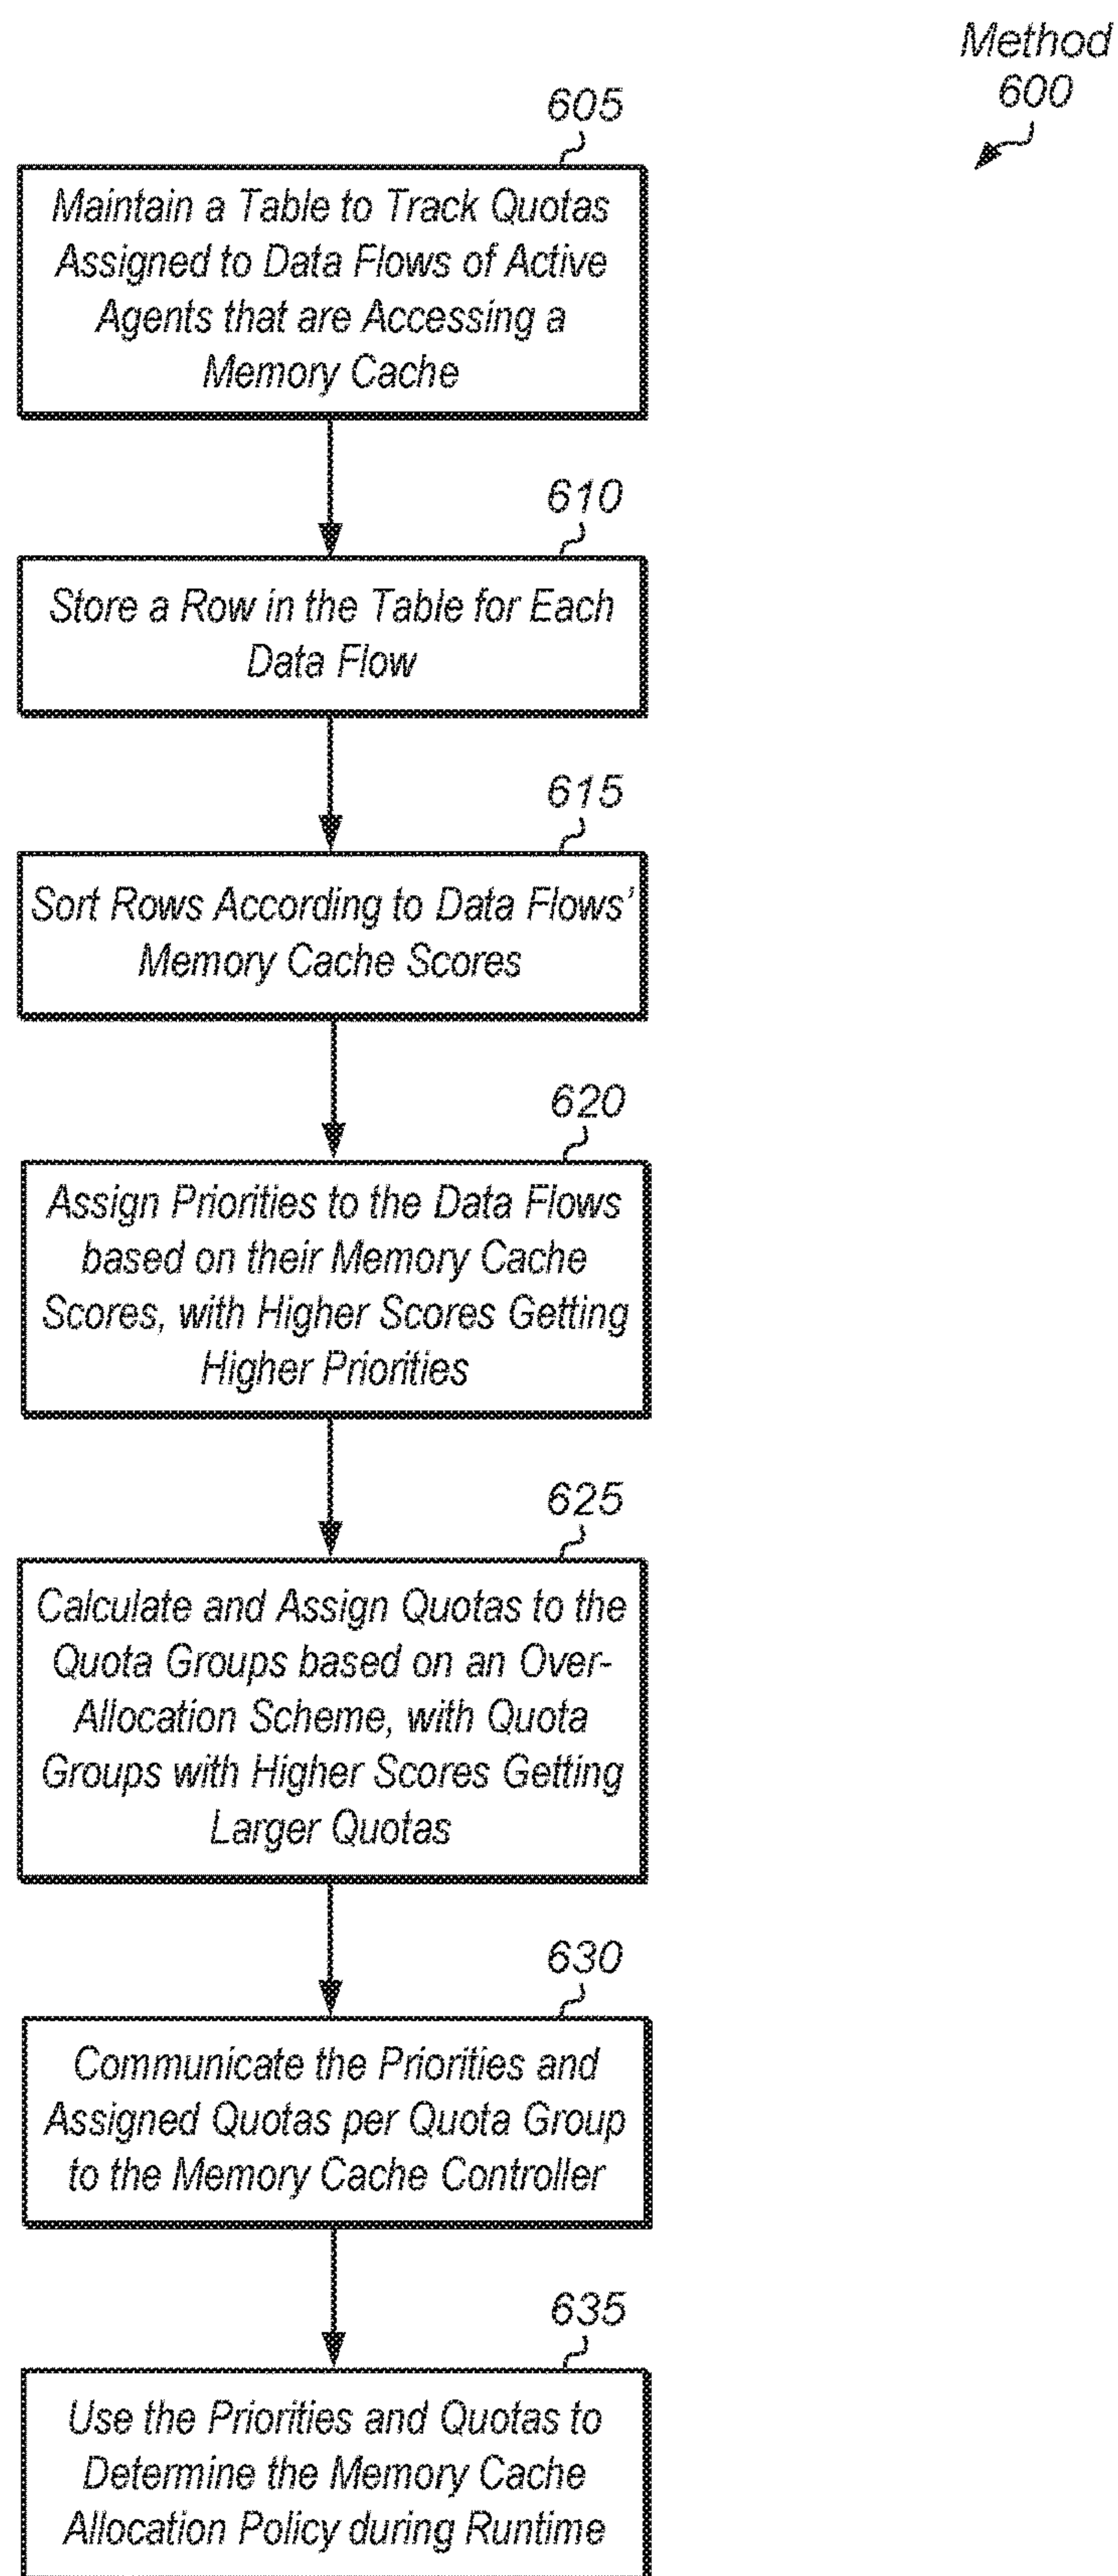 Method
600
605
Maintain a Table to Track Quotas
Assigned to Data Flows of Active
Agents that are Accessing a
Memory Cache
610
Store a Row in the Table for Each
Data Flow
615
Sort Rows According to Data Flows'
Memory Cache Scores
620
Assign Priorities to the Data Flows
based on their Memory Cache
Scores, with Higher Scores Getting
Higher Priorities
625
Calculate and Assign Quotas to the
Quota Groups based on an Over-
Allocation Scheme, with Quota
Groups with Higher Scores Getting
Larger Quotas
630
Communicate the Priorities and
Assigned Quotas per Quota Group
to the Memory Cache Controller
635
Use the Priorities and Quotas to
Determine the Memory Cache
Allocation Policy during Runtime